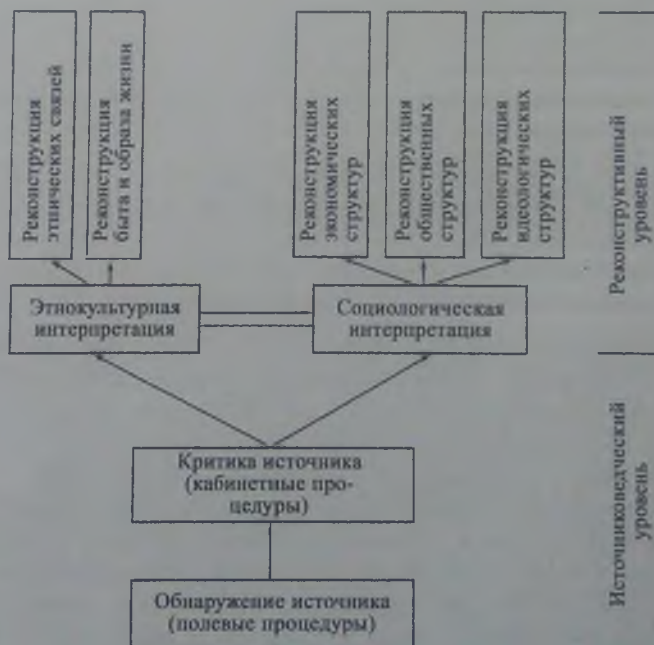 Реконструкция
этнических связей
Реконструкция
быта и образа жизни
Реконструкция
экономических
структур
Реконструкция
общественных
структур
Реконструкция
идеологических
структур
Реконструктивный
уровень
Этнокультурная
интерпретация
Социологическая
интерпретация
Критика источника
(кабинетные про-
цедуры)
Источниковедческий
уровень
Обнаружение источника
(полевые процедуры)